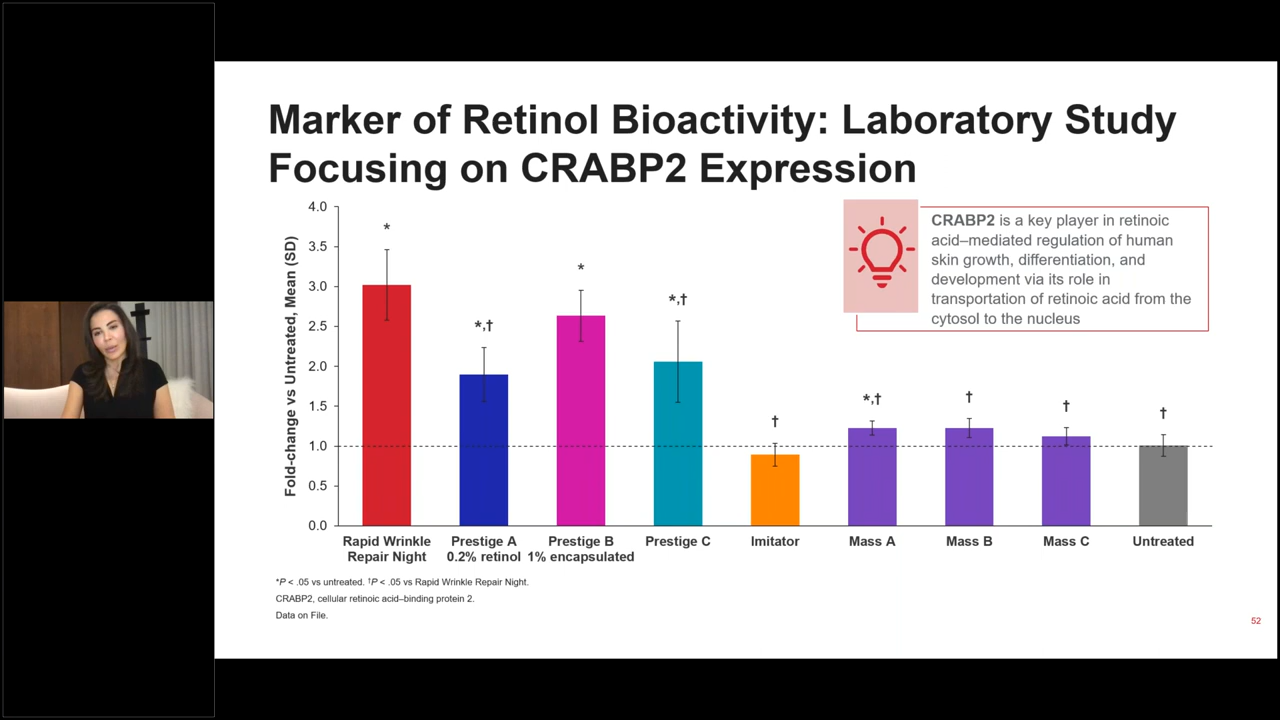 Marker of Retinol Bioactivity: Laboratory Study
Focusing on CRABP2 Expression
CRABP2 is a key player in retinoic
acid–mediated regulation of human
skin growth, differentiation, and
development via its role in
transportation of retinoic acid from the
cytosol to the nucleus
Fold-change vs Untreated, Mean (SD)
4.0
3.5
3.0
2.5
2.0
1.5
1.0
0.5
0.0
*
*,†
*
*,†
†
*,†
†
†
†
Rapid Wrinkle
Repair Night
Prestige A
0.2% retinol
Prestige B
1% encapsulated
Prestige C
Imitator
Mass A
Mass B
Mass C
Untreated
*P < .05 vs untreated. †P < .05 vs Rapid Wrinkle Repair Night.
CRABP2, cellular retinoic acid–binding protein 2.
Data on File.
52